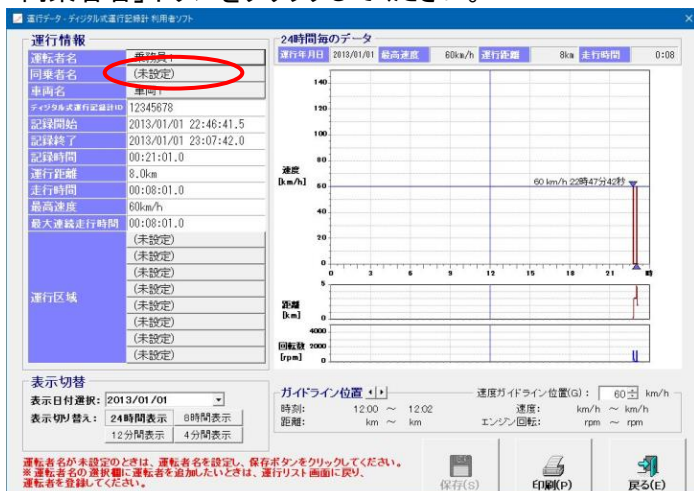 運行データ - ディジタル式運行記録計 利用者ソフト
運行情報
運転者名 乗務員1
同乗者名 (未設定)
車両名 車両1
ディジタル式運行記録計ID 12345678
記録開始 2013/01/01 22:46:41.5
記録終了 2013/01/01 23:07:42.0
記録時間 00:21:01.0
運行距離 8.0km
走行時間 00:08:01.0
最高速度 60km/h
最大連続走行時間 00:08:01.0
運行区域
(未設定)
(未設定)
(未設定)
(未設定)
(未設定)
(未設定)
(未設定)
(未設定)
24時間毎のデータ
運行年月日 2013/01/01 最高速度 60km/h 運行距離 8km 走行時間 0:08
140
120
100
速度 80
[km/h] 60
60 km/h 22時47分42秒
40
20
0
0 3 6 9 12 15 18 21 時
5
距離
[km]
0
4000
回転数 2000
[rpm] 0
表示切替
表示日付選択: 2013/01/01
表示切り替え: 24時間表示 8時間表示
12分間表示 4分間表示
ガイドライン位置 速度ガイドライン位置(G) : 60 km/h
時刻: 12:00 ～ 12:02 速度: km/h ～ km/h
距離: km ～ km エンジン回転: rpm ～ rpm
運転者名が未設定のときは、運転者名を設定し、保存ボタンをクリックしてください。
※運転者名の選択欄に運転者を追加したいときは、運行リスト画面に戻り、
運転者を登録してください。
保存(S) 印刷(P) 戻る(E)